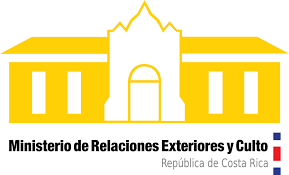 Ministerio de Relaciones Exteriores y Culto
República de Costa Rica